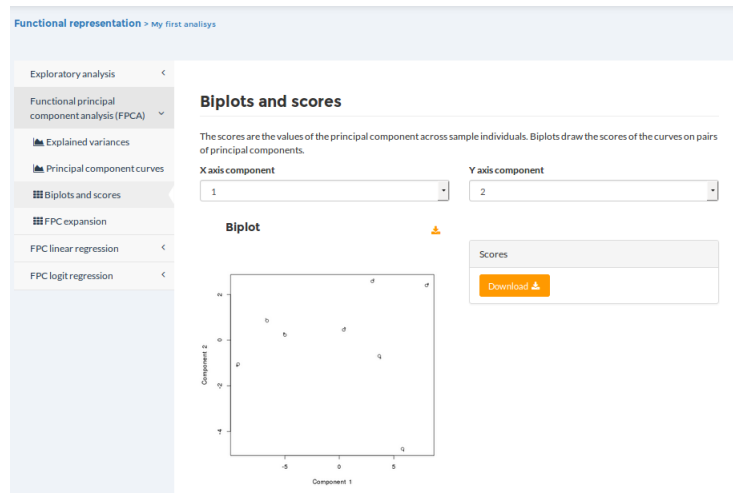 Functional representation > My first analisys
Exploratory analysis
Functional principal
component analysis (FPCA)
Explained variances
Principal component curves
Biplots and scores
FPC expansion
FPC linear regression
FPC logit regression
Biplots and scores
The scores are the values of the principal component across sample individuals. Biplots draw the scores of the curves on pairs
of principal components.
X axis component
Y axis component
1
2
Biplot
Scores
Download
Component 2
2
0
-2
-4
-5
0
5
Component 1